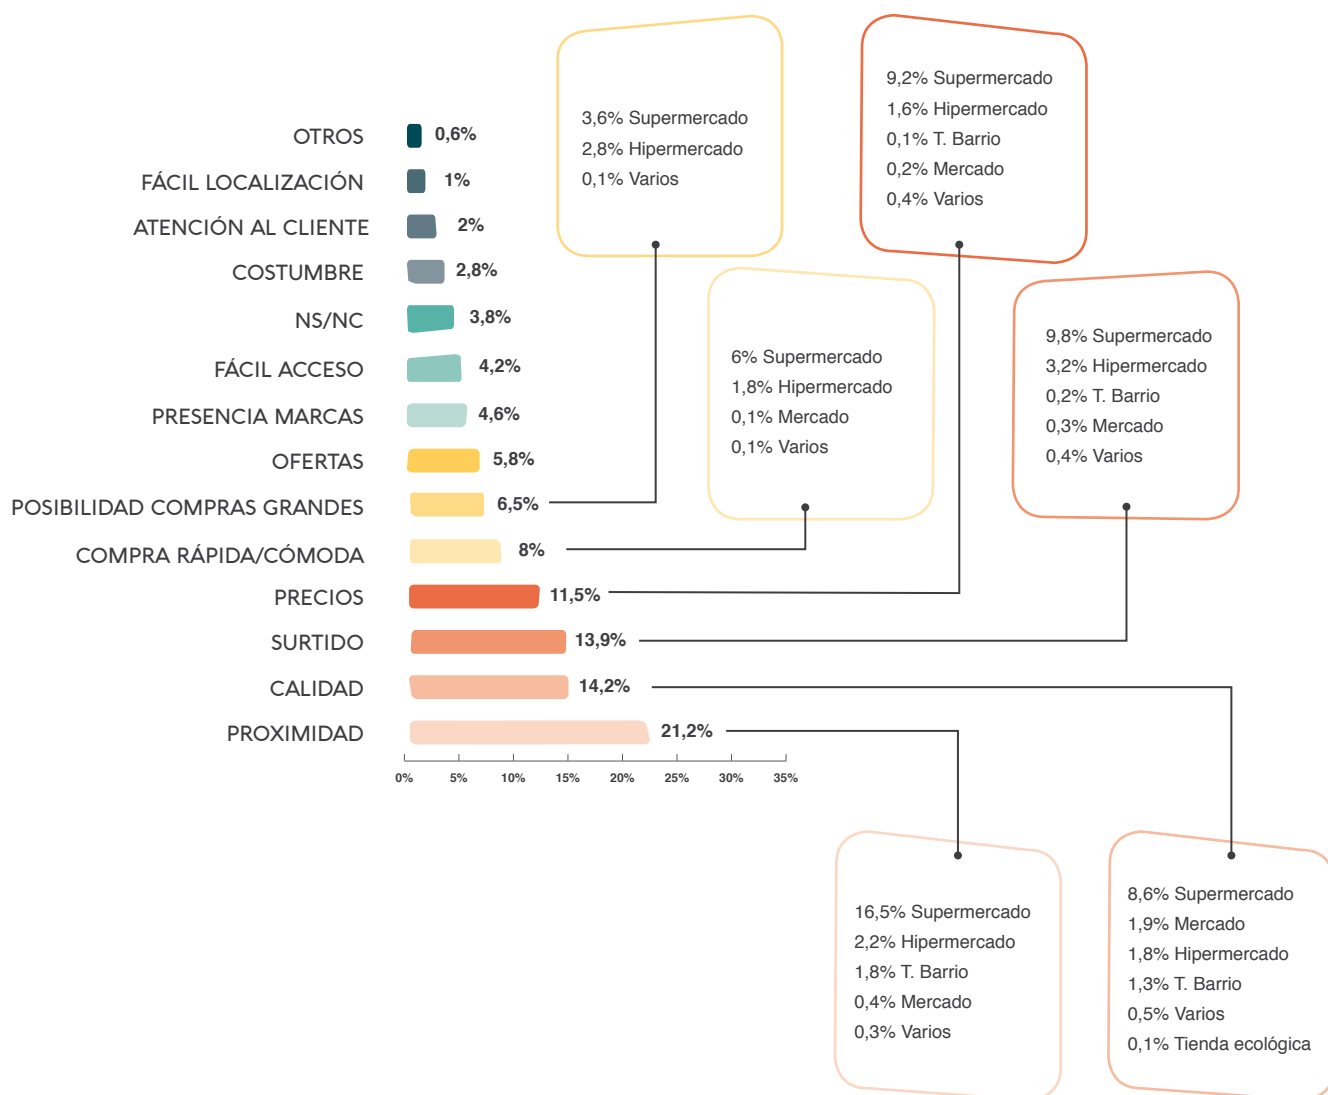 3,6% Supermercado
2,8% Hipermercado
0,1% Varios
9,2% Supermercado
1,6% Hipermercado
0,1% T. Barrio
0,2% Mercado
0,4% Varios
OTROS 0,6%
FÁCIL LOCALIZACIÓN 1%
ATENCIÓN AL CLIENTE 2%
COSTUMBRE 2,8%
NS/NC 3,8%
FÁCIL ACCESO 4,2%
PRESENCIA MARCAS 4,6%
OFERTAS 5,8%
POSIBILIDAD COMPRAS GRANDES 6,5%
COMPRA RÁPIDA/CÓMODA 8%
PRECIOS 11,5%
SURTIDO 13,9%
CALIDAD 14,2%
PROXIMIDAD 21,2%
0% 5% 10% 15% 20% 25% 30% 35%
6% Supermercado
1,8% Hipermercado
0,1% Mercado
0,1% Varios
9,8% Supermercado
3,2% Hipermercado
0,2% T. Barrio
0,3% Mercado
0,4% Varios
16,5% Supermercado
2,2% Hipermercado
1,8% T. Barrio
0,4% Mercado
0,3% Varios
8,6% Supermercado
1,9% Mercado
1,8% Hipermercado
1,3% T. Barrio
0,5% Varios
0,1% Tienda ecológica